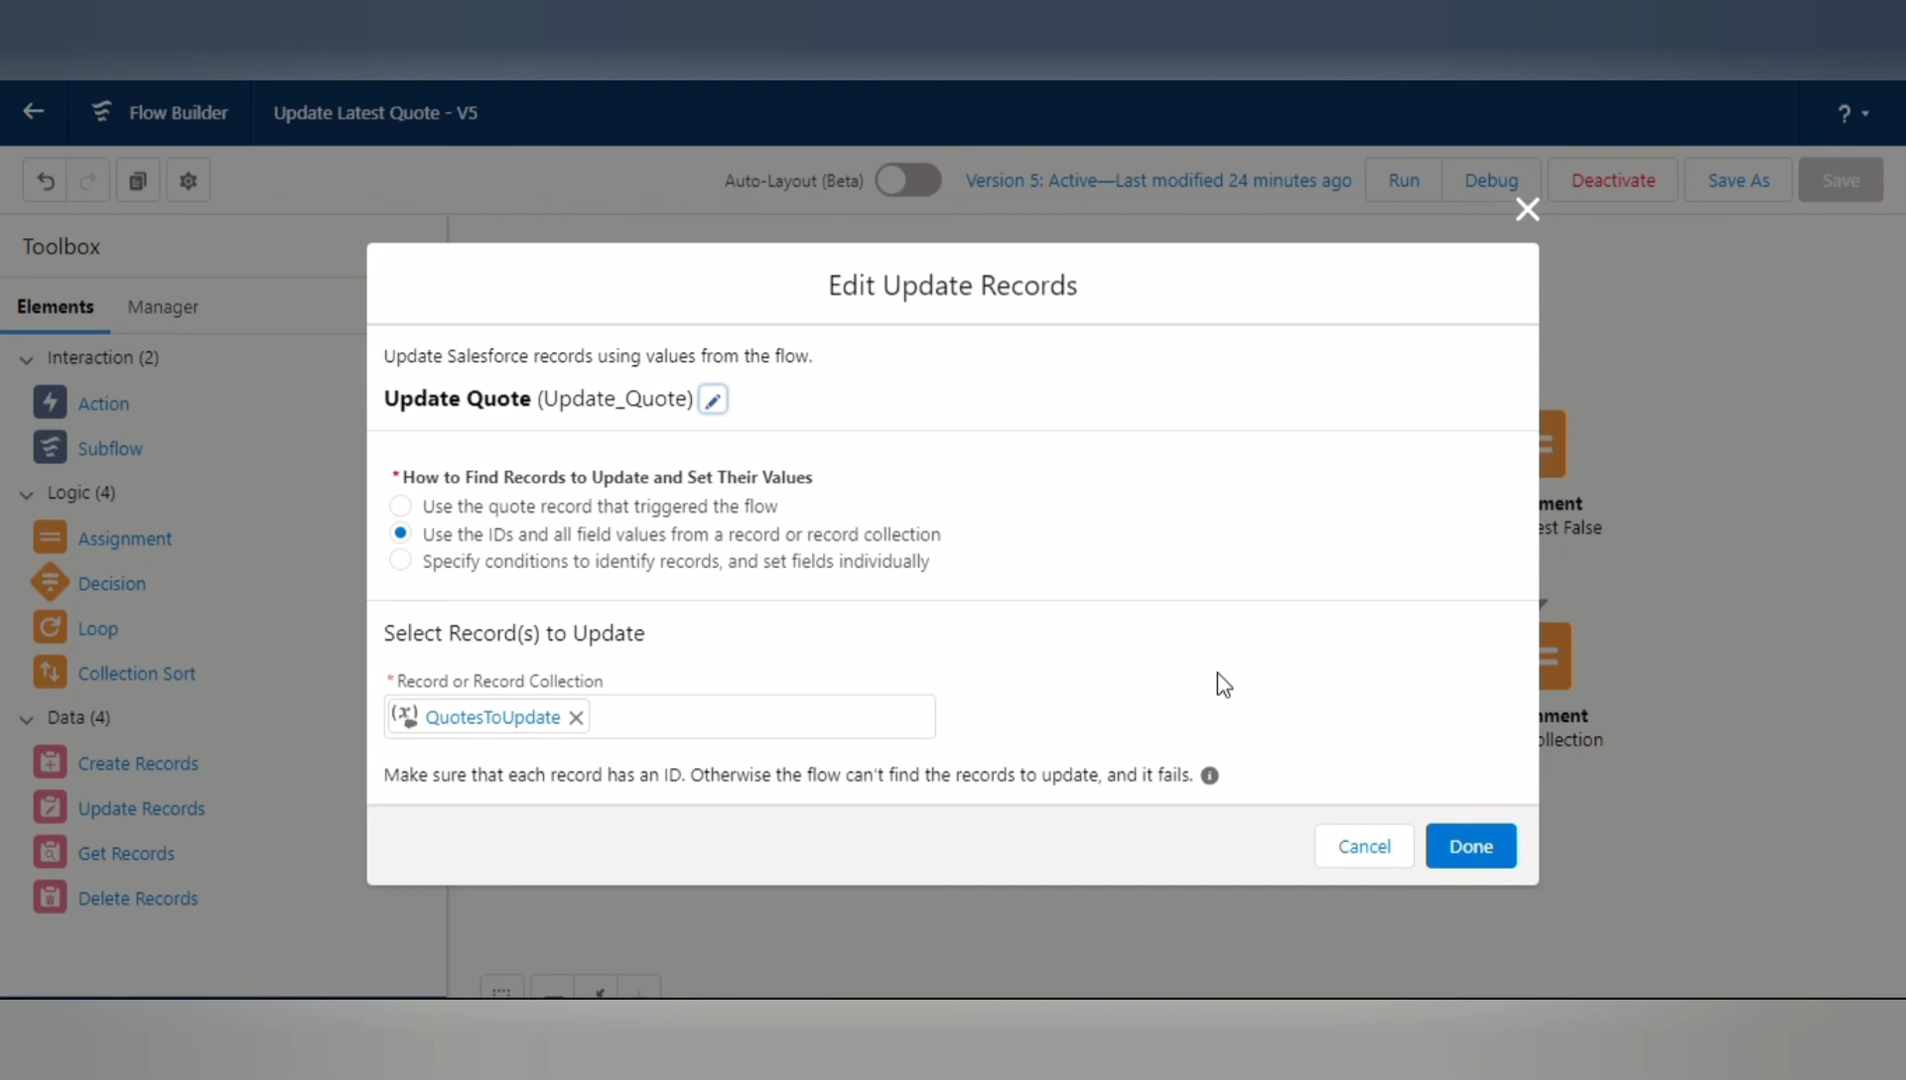 Flow Builder
Update Latest Quote - V5
?
Auto-Layout (Beta)
Version 5: Active—Last modified 24 minutes ago
Run
Debug
Deactivate
Save As
Save
Toolbox
Elements
Manager
Interaction (2)
Action
Subflow
Logic (4)
Assignment
Decision
Loop
Collection Sort
Data (4)
Create Records
Update Records
Get Records
Delete Records
Edit Update Records
Update Salesforce records using values from the flow.
Update Quote (Update_Quote)
*How to Find Records to Update and Set Their Values
Use the quote record that triggered the flow
Use the IDs and all field values from a record or record collection
Specify conditions to identify records, and set fields individually
Select Record(s) to Update
*Record or Record Collection
QuotesToUpdate
Make sure that each record has an ID. Otherwise the flow can't find the records to update, and it fails.
Cancel
Done
nment
est False
nment
ollection